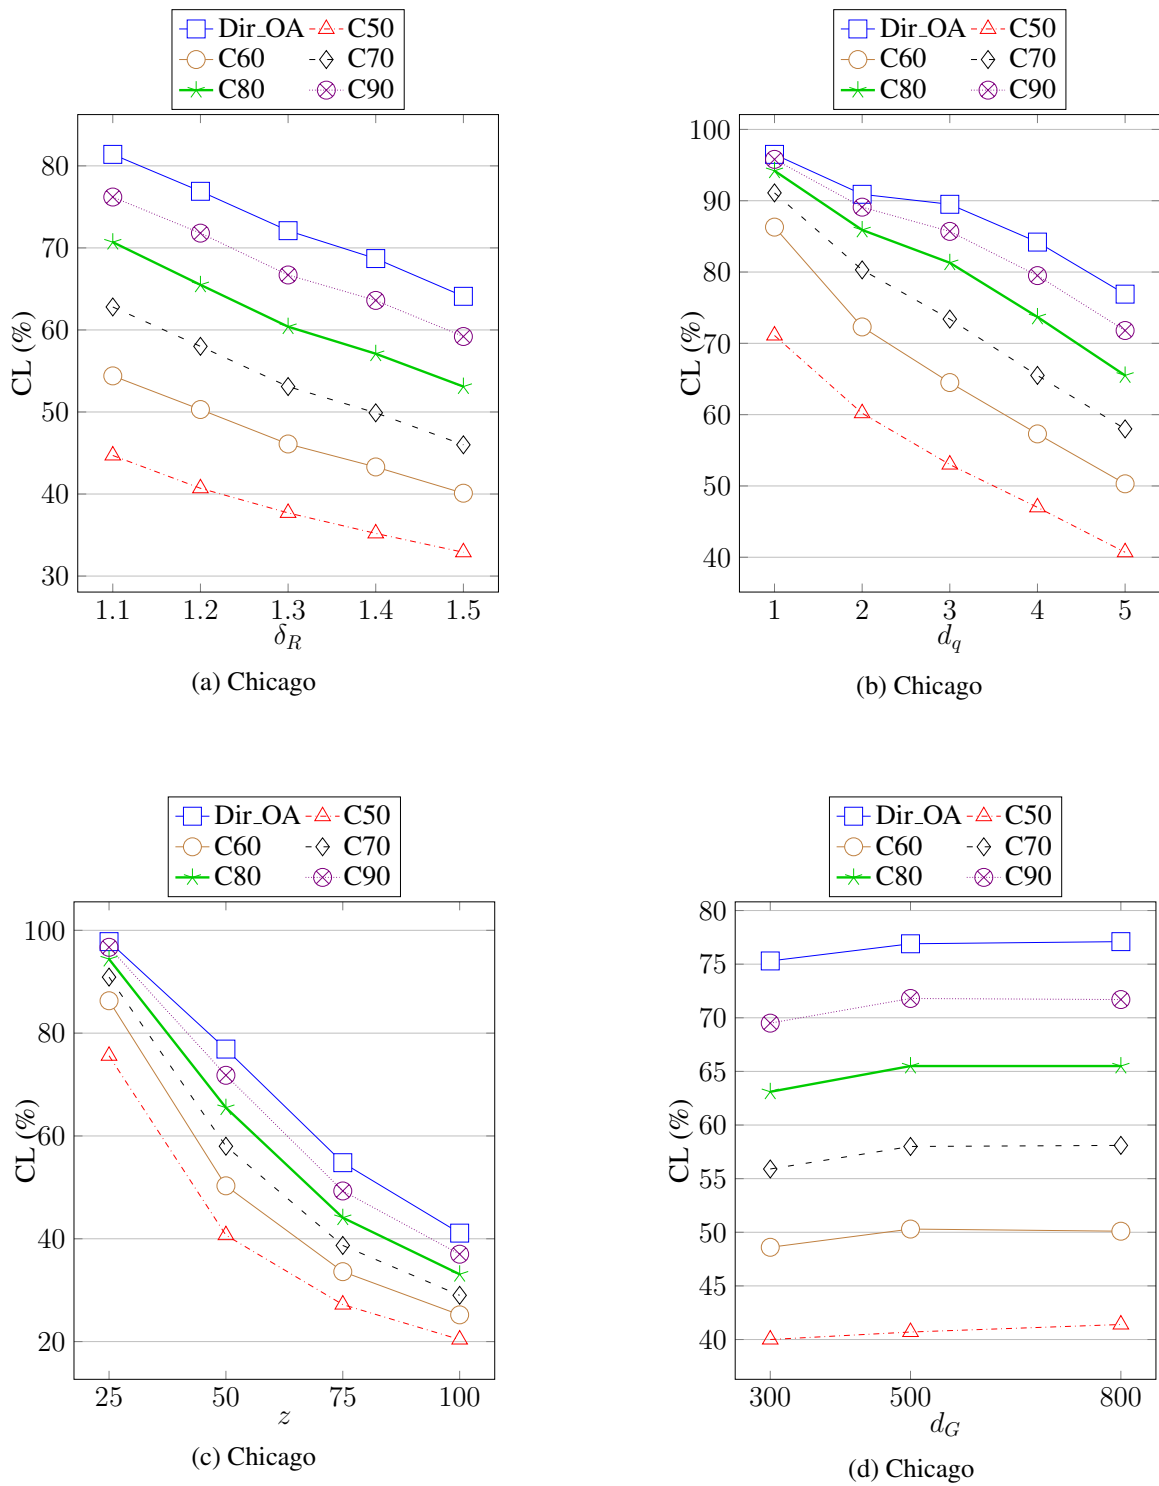 Dir_OA C50
C60 C70
C80 C90
80
70
60
50
40
30
CL (%)
1.1 1.2 1.3 1.4 1.5
δ_R
(a) Chicago
Dir_OA C50
C60 C70
C80 C90
100
90
80
70
60
50
40
CL (%)
1 2 3 4 5
d_q
(b) Chicago
Dir_OA C50
C60 C70
C80 C90
100
80
60
40
20
CL (%)
25 50 75 100
z
(c) Chicago
Dir_OA C50
C60 C70
C80 C90
80
75
70
65
60
55
50
45
40
CL (%)
300 500 800
d_G
(d) Chicago